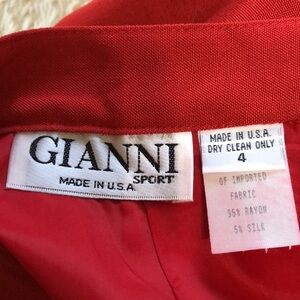 GIANNI
SPORT
MADE IN U.S.A.
MADE IN U.S.A.
DRY CLEAN ONLY
4
OF IMPORTED
FABRIC
95% RAYON
5% SILK